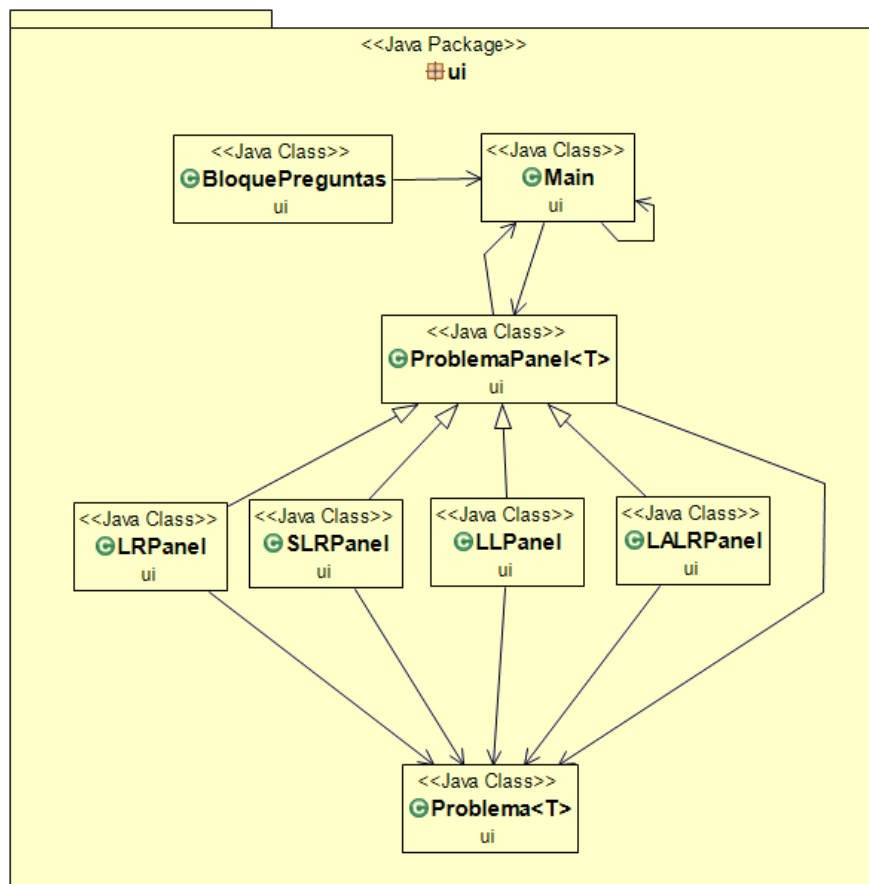 <<Java Package>>
ui
<<Java Class>>
BloquePreguntas
ui
<<Java Class>>
Main
ui
<<Java Class>>
ProblemaPanel<T>
ui
<<Java Class>>
LRPanel
ui
<<Java Class>>
SLRPanel
ui
<<Java Class>>
LLPanel
ui
<<Java Class>>
LALRPanel
ui
<<Java Class>>
Problema<T>
ui